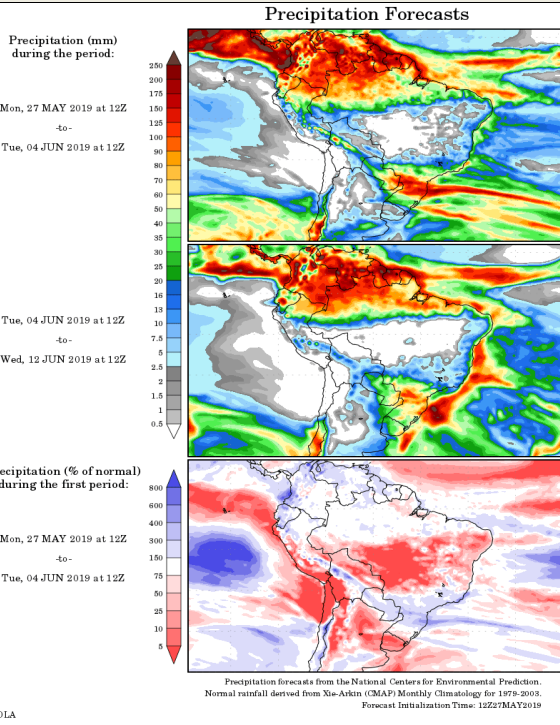 Precipitation Forecasts
Precipitation (mm)
during the period:
Mon, 27 MAY 2019 at 12Z
-to-
Tue, 04 JUN 2019 at 12Z
250
200
175
150
125
100
90
80
70
60
50
40
35
30
25
20
16
13
10
7.5
5
2.5
2
1.5
1
0.5
Tue, 04 JUN 2019 at 12Z
-to-
Wed, 12 JUN 2019 at 12Z
ecipitation (% of normal)
during the first period:
Mon, 27 MAY 2019 at 12Z
-to-
Tue, 04 JUN 2019 at 12Z
800
600
400
300
150
75
50
25
10
5
Precipitation forecasts from the National Centers for Environmental Prediction.
Normal rainfall derived from Xie-Arkin (CMAP) Monthly Climatology for 1979-2003.
Forecast Initialization Time: 12Z27MAY2019
OLA